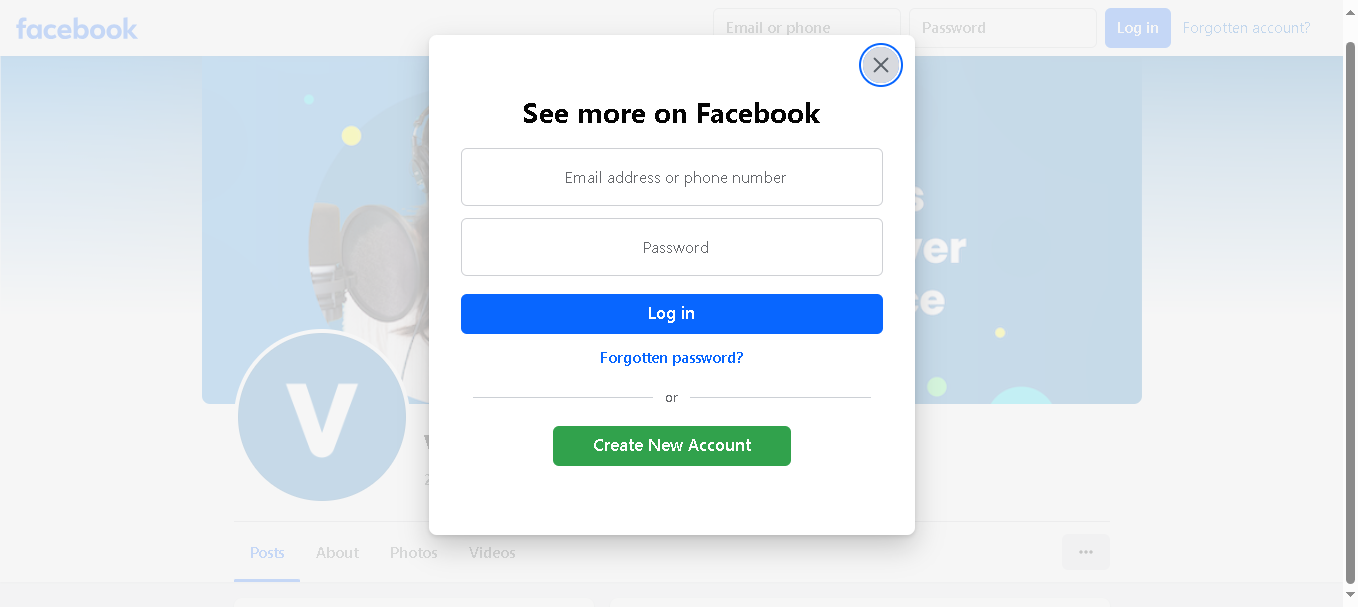 facebook
Email or phone
Password
Log in
Forgotten account?
See more on Facebook
Email address or phone number
Password
Log in
Forgotten password?
or
Create New Account
V
Posts
About
Photos
Videos